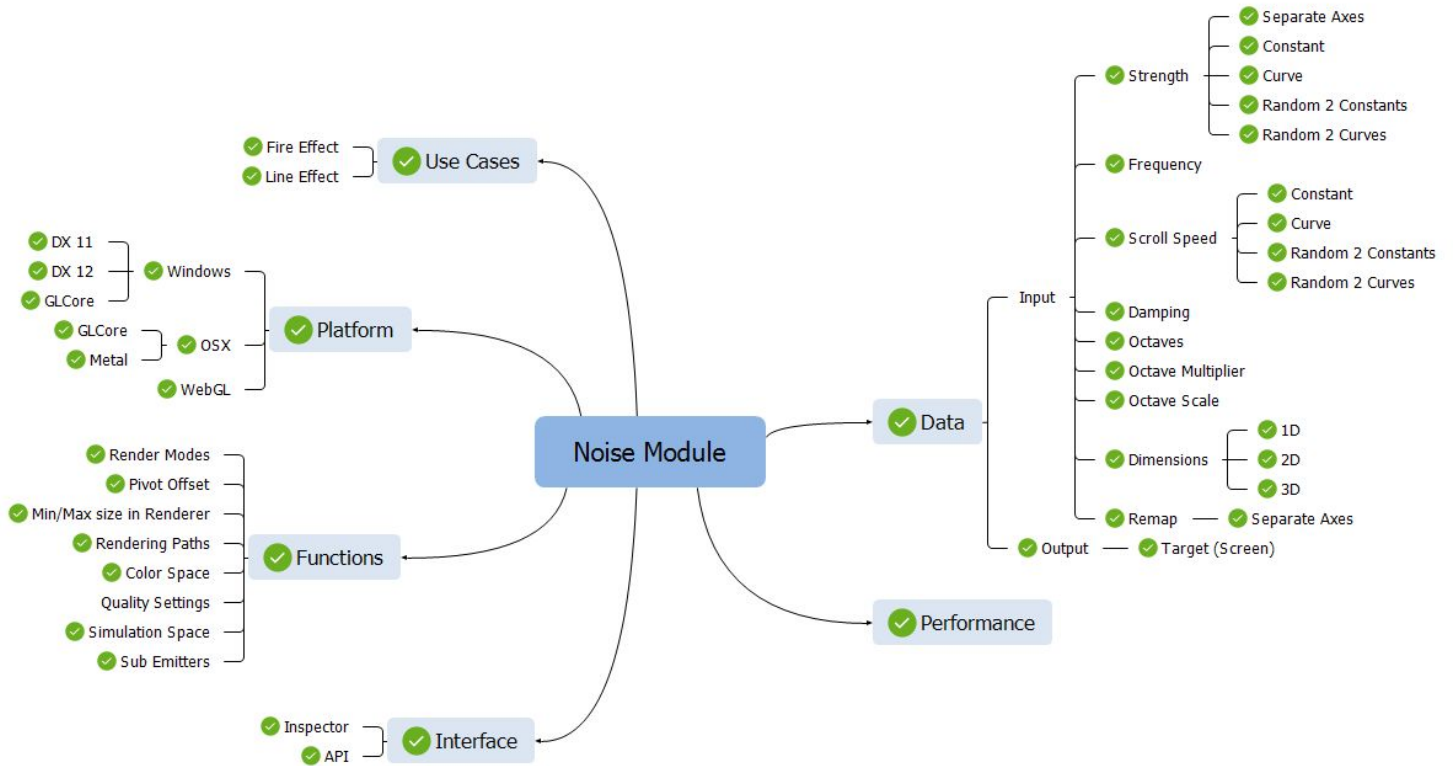 Noise Module
Use Cases
Fire Effect
Line Effect
Platform
Windows
DX 11
DX 12
GLCore
OSX
GLCore
Metal
WebGL
Functions
Render Modes
Pivot Offset
Min/Max size in Renderer
Rendering Paths
Color Space
Quality Settings
Simulation Space
Sub Emitters
Interface
Inspector
API
Data
Input
Strength
Separate Axes
Constant
Curve
Random 2 Constants
Random 2 Curves
Frequency
Scroll Speed
Constant
Curve
Random 2 Constants
Random 2 Curves
Damping
Octaves
Octave Multiplier
Octave Scale
Dimensions
1D
2D
3D
Remap
Separate Axes
Output
Target (Screen)
Performance